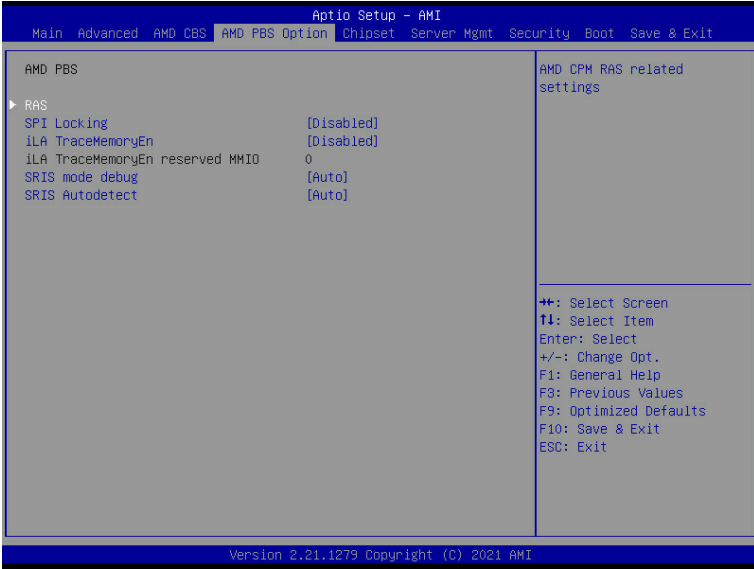 Aptio Setup - AMI
Main Advanced AMD CBS AMD PBS Option Chipset Server Mgmt Security Boot Save & Exit
AMD PBS
RAS
SPI Locking [Disabled]
iLA TraceMemoryEn [Disabled]
iLA TraceMemoryEn reserved MMIO 0
SRIS mode debug [Auto]
SRIS Autodetect [Auto]
AMD CPM RAS related
settings
→←: Select Screen
↑↓: Select Item
Enter: Select
+/-: Change Opt.
F1: General Help
F3: Previous Values
F9: Optimized Defaults
F10: Save & Exit
ESC: Exit
Version 2.21.1279 Copyright (C) 2021 AMI